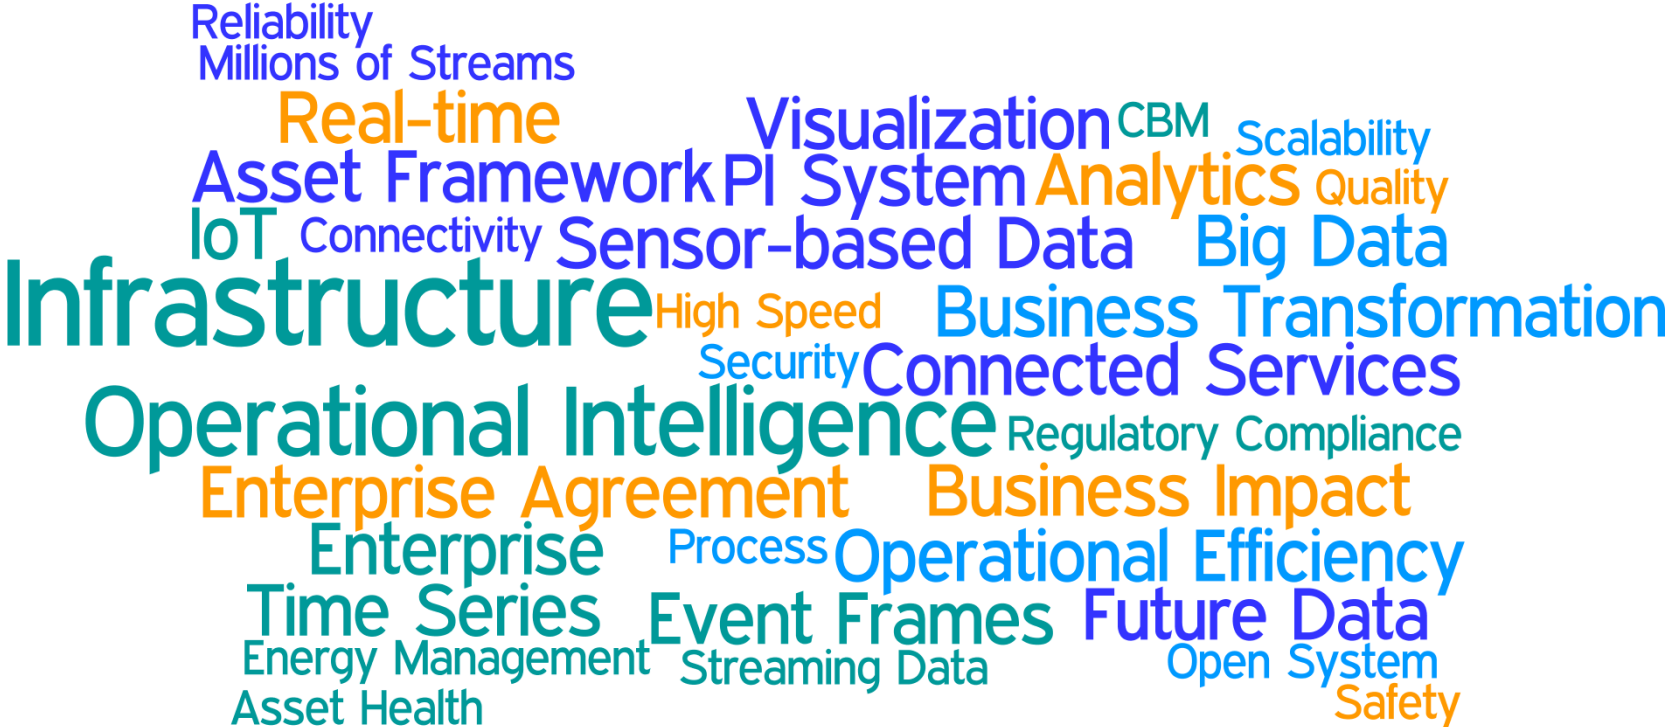 Reliability
Millions of Streams
Real-time
Visualization
CBM
Scalability
Asset Framework
PI System
Analytics
Quality
IoT
Connectivity
Sensor-based Data
Big Data
Infrastructure
High Speed
Business Transformation
Security
Connected Services
Operational Intelligence
Regulatory Compliance
Enterprise Agreement
Business Impact
Enterprise
Process
Operational Efficiency
Time Series
Event Frames
Future Data
Energy Management
Streaming Data
Open System
Asset Health
Safety